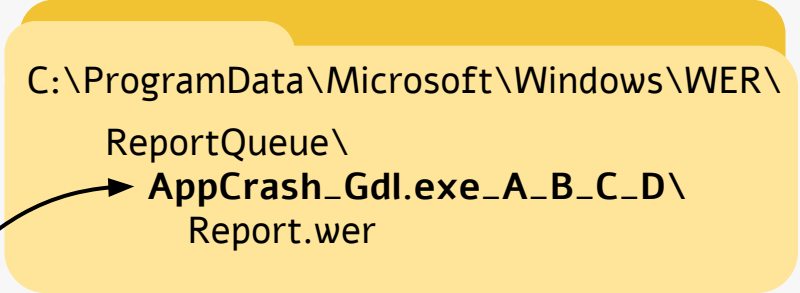 C:\ProgramData\Microsoft\Windows\WER\
ReportQueue\
AppCrash_Gdl.exe_A_B_C_D\
Report.wer